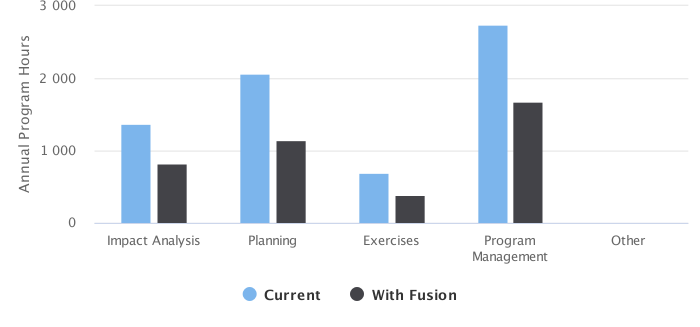 3 000
2 000
1 000
0
Annual Program Hours
Impact Analysis
Planning
Exercises
Program
Management
Other
Current
With Fusion